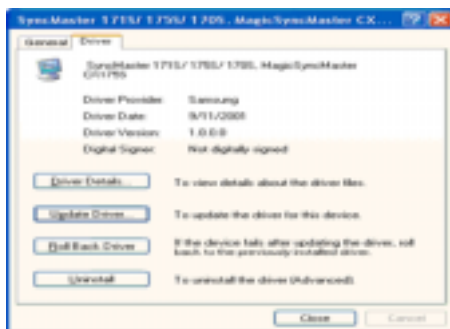 SyncMaster 171S/ 175S/ 170S, MagicSyncMaster CX...
General
Driver
SyncMaster 171S/ 175S/ 170S, MagicSyncMaster
Driver Provider: Samsung
Driver Date: 9/11/2001
Driver Version: 1.0.0.0
Digital Signer: Not digitally signed
Driver Details...
To view details about the driver files.
Update Driver...
To update the driver for this device.
Roll Back Driver
If the device fails after updating the driver, roll
back to the previously installed driver.
Uninstall
To uninstall the driver (Advanced).
Close
Cancel